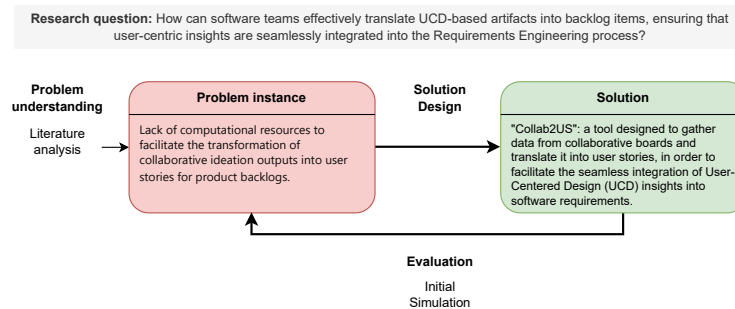 Research question: How can software teams effectively translate UCD-based artifacts into backlog items, ensuring that
user-centric insights are seamlessly integrated into the Requirements Engineering process?
Problem
understanding
Literature
analysis
Problem instance
Lack of computational resources to
facilitate the transformation of
collaborative ideation outputs into user
stories for product backlogs.
Solution
Design
Solution
"Collab2US": a tool designed to gather
data from collaborative boards and
translate it into user stories, in order to
facilitate the seamless integration of User-
Centered Design (UCD) insights into
software requirements.
Evaluation
Initial
Simulation